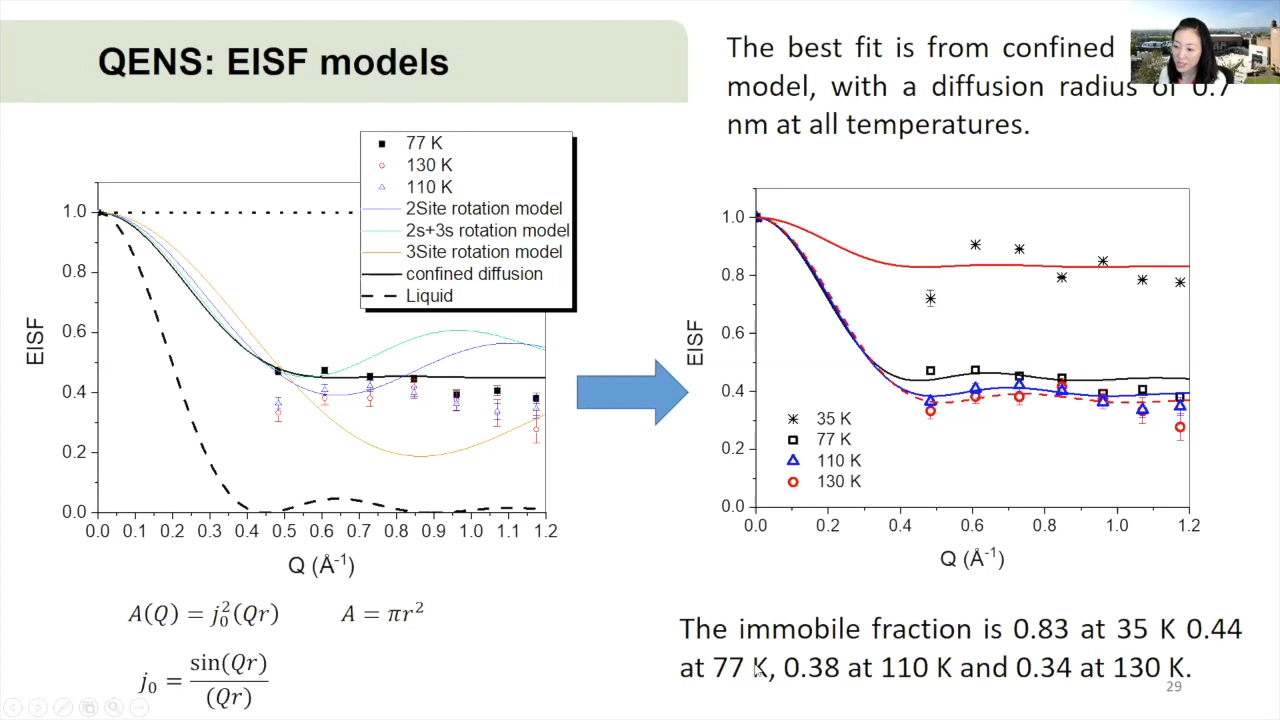 QENS: EISF models
The best fit is from confined
model, with a diffusion radius of 0.7
nm at all temperatures.
77 K
130 K
110 K
2Site rotation model
2s+3s rotation model
3Site rotation model
confined diffusion
Liquid
1.0
0.8
0.6
0.4
0.2
0.0
EISF
0.0 0.1 0.2 0.3 0.4 0.5 0.6 0.7 0.8 0.9 1.0 1.1 1.2
Q (Å⁻¹)
1.0
0.8
0.6
0.4
0.2
0.0
EISF
35 K
77 K
110 K
130 K
0.0 0.2 0.4 0.6 0.8 1.0 1.2
Q (Å⁻¹)
A(Q) = j₀²(Qr) A = πr²
j₀ = sin(Qr)/(Qr)
The immobile fraction is 0.83 at 35 K 0.44
at 77 K, 0.38 at 110 K and 0.34 at 130 K.
29